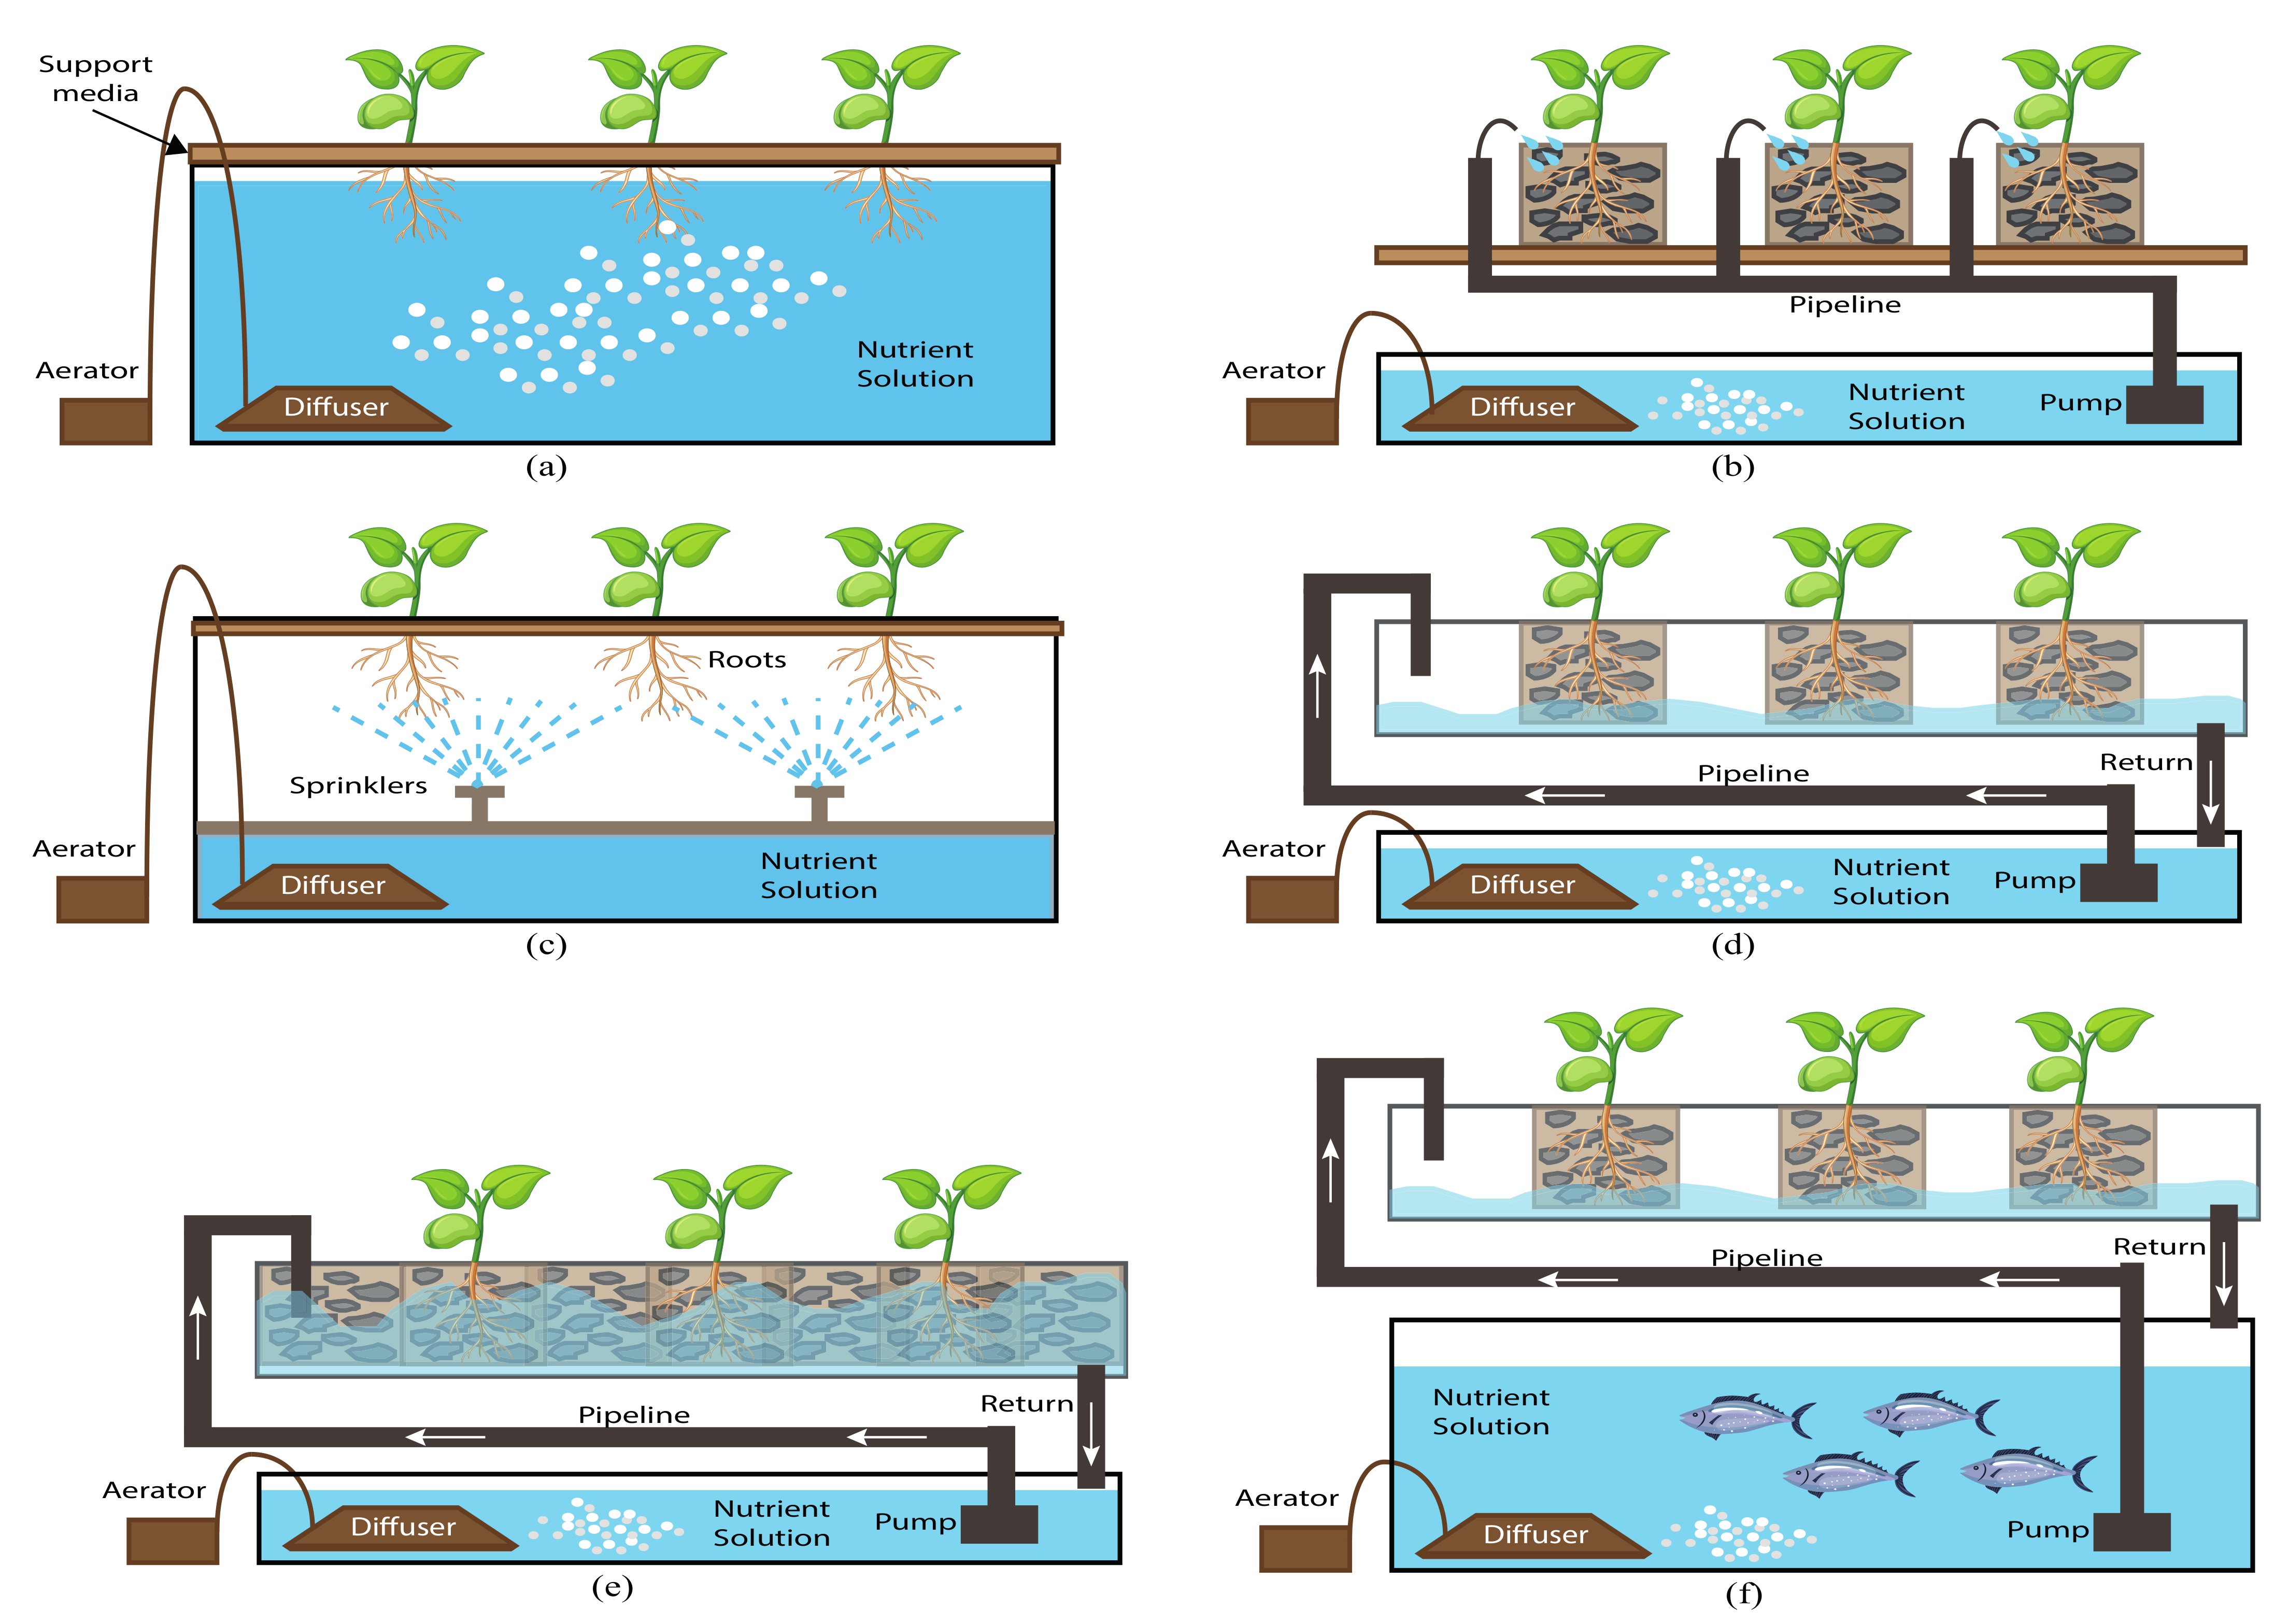 Support
media
Aerator
Diffuser
Nutrient
Solution
(a)
Pipeline
Aerator
Diffuser
Nutrient
Solution
Pump
(b)
Roots
Sprinklers
Aerator
Diffuser
Nutrient
Solution
(c)
Return
Pipeline
Aerator
Diffuser
Nutrient
Solution
Pump
(d)
Return
Pipeline
Aerator
Diffuser
Nutrient
Solution
Pump
(e)
Return
Pipeline
Nutrient
Solution
Aerator
Diffuser
Pump
(f)